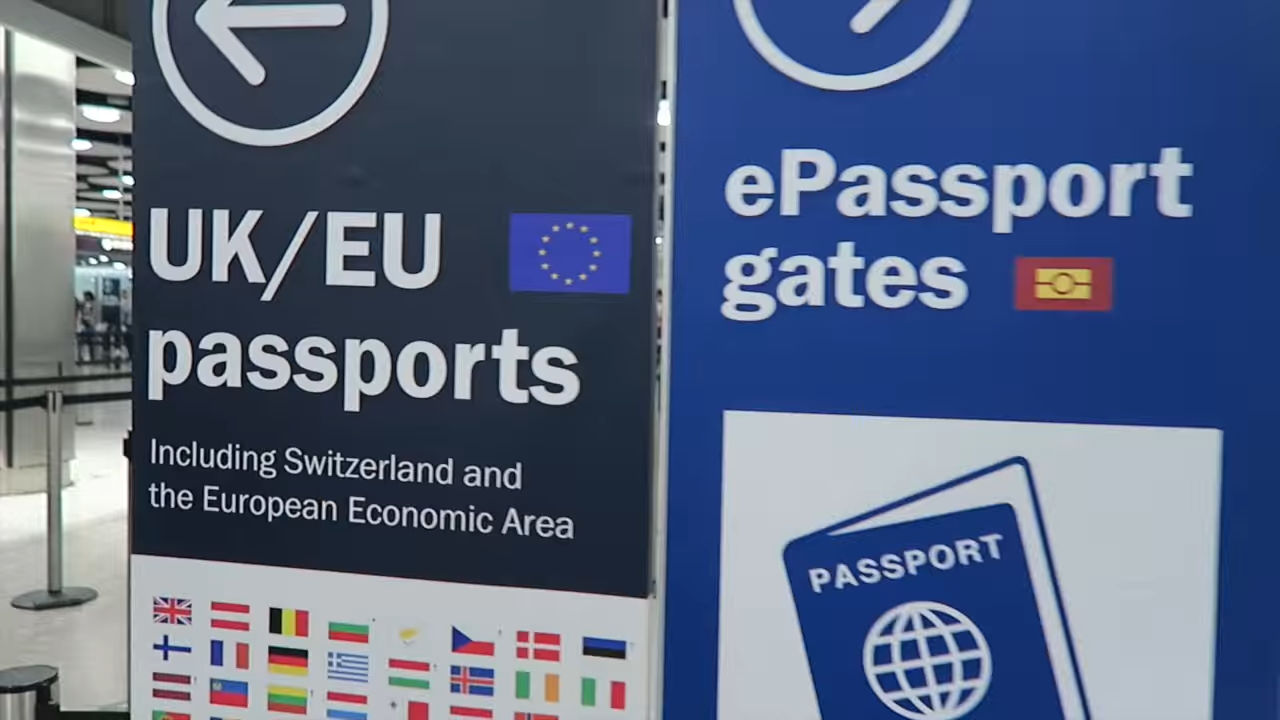 UK/EU
passports
Including Switzerland and
the European Economic Area
ePassport
gates
PASSPORT